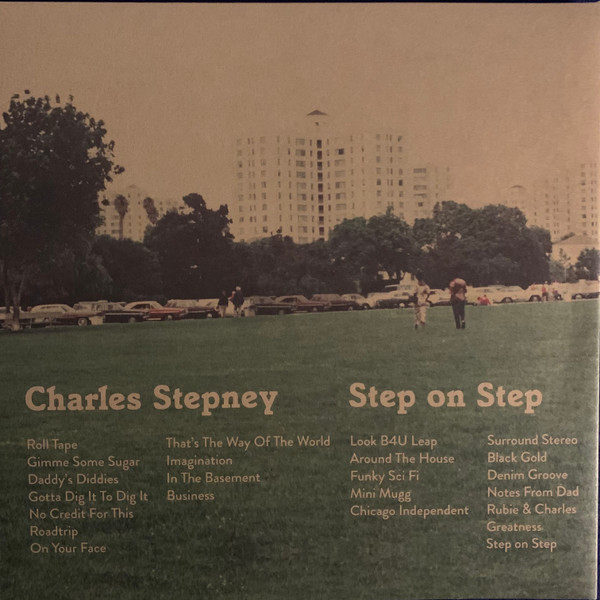 Charles Stepney
Roll Tape
Gimme Some Sugar
Daddy's Diddies
Gotta Dig It To Dig It
No Credit For This
Roadtrip
On Your Face
That's The Way Of The World
Imagination
In The Basement
Business
Step on Step
Look B4U Leap
Around The House
Funky Sci Fi
Mini Mugg
Chicago Independent
Surround Stereo
Black Gold
Denim Groove
Notes From Dad
Rubie & Charles
Greatness
Step on Step